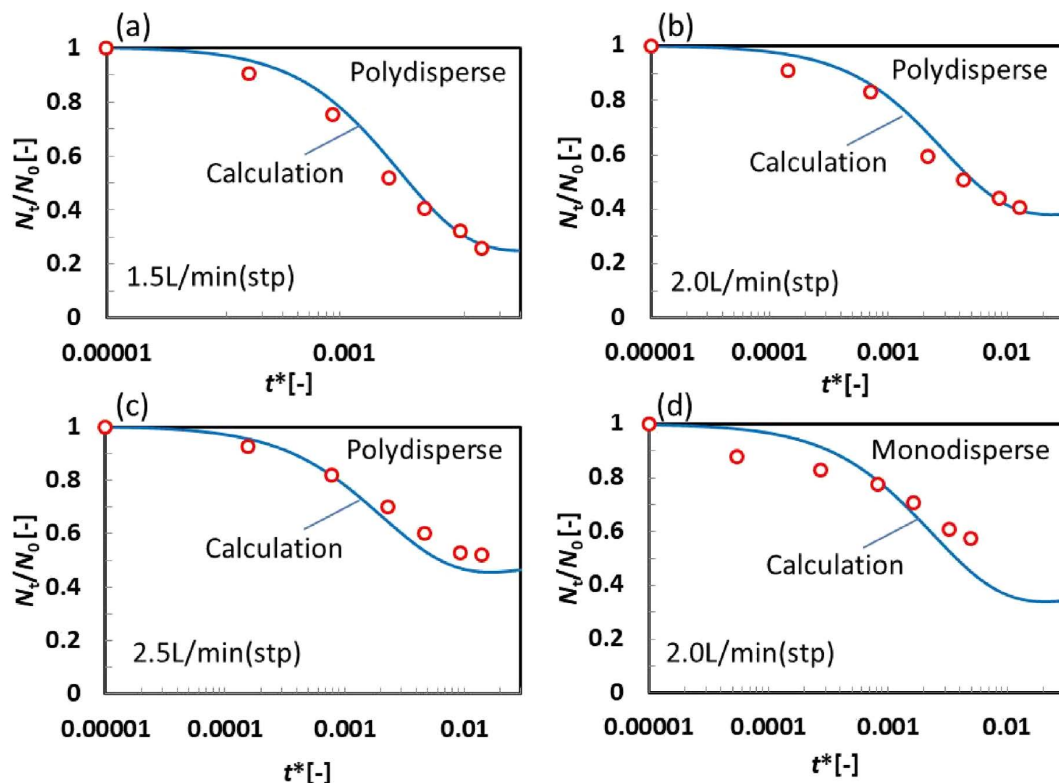 (a)
1
0.8
0.6
0.4
0.2
0
Nt/N0[-]
Polydisperse
Calculation
1.5L/min(stp)
0.00001 0.001
t*[-]
(b)
1
0.8
0.6
0.4
0.2
0
Nt/N0[-]
Polydisperse
Calculation
2.0L/min(stp)
0.00001 0.0001 0.001 0.01
t*[-]
(c)
1
0.8
0.6
0.4
0.2
0
Nt/N0[-]
Polydisperse
Calculation
2.5L/min(stp)
0.00001 0.0001 0.001 0.01
t*[-]
(d)
1
0.8
0.6
0.4
0.2
0
Nt/N0[-]
Monodisperse
Calculation
2.0L/min(stp)
0.00001 0.0001 0.001 0.01
t*[-]